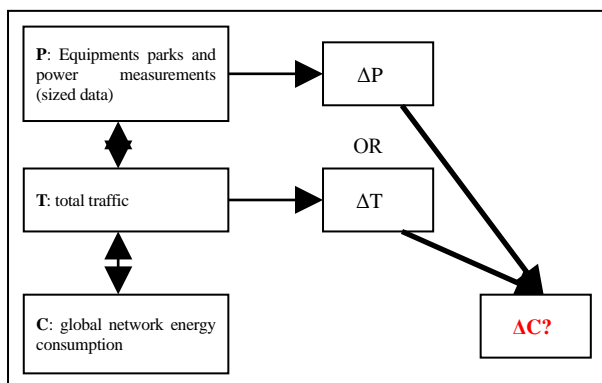 P: Equipments parks and
power measurements
(sized data)
ΔP
OR
T: total traffic
ΔT
C: global network energy
consumption
ΔC?